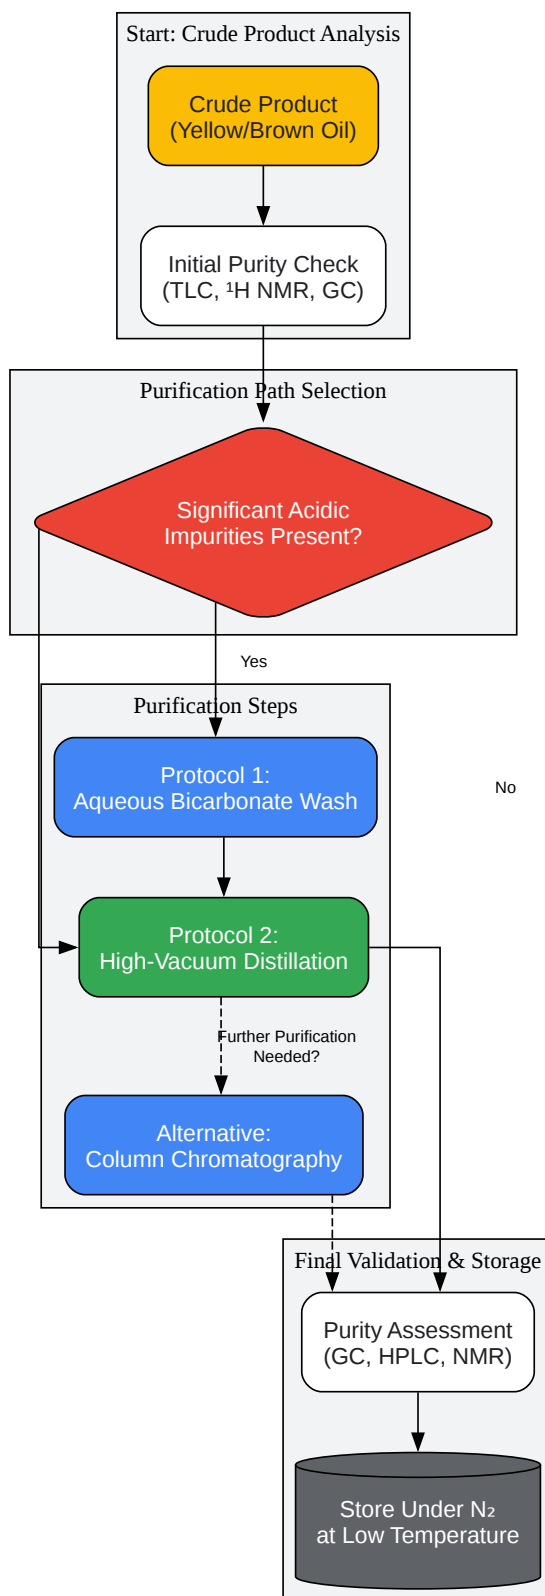 Start: Crude Product Analysis
Crude Product
(Yellow/Brown Oil)
Initial Purity Check
(TLC, ¹H NMR, GC)
Purification Path Selection
Significant Acidic
Impurities Present?
Yes
Purification Steps
Protocol 1:
Aqueous Bicarbonate Wash
No
Protocol 2:
High-Vacuum Distillation
Further Purification
Needed?
Alternative:
Column Chromatography
Final Validation & Storage
Purity Assessment
(GC, HPLC, NMR)
Store Under N₂
at Low Temperature